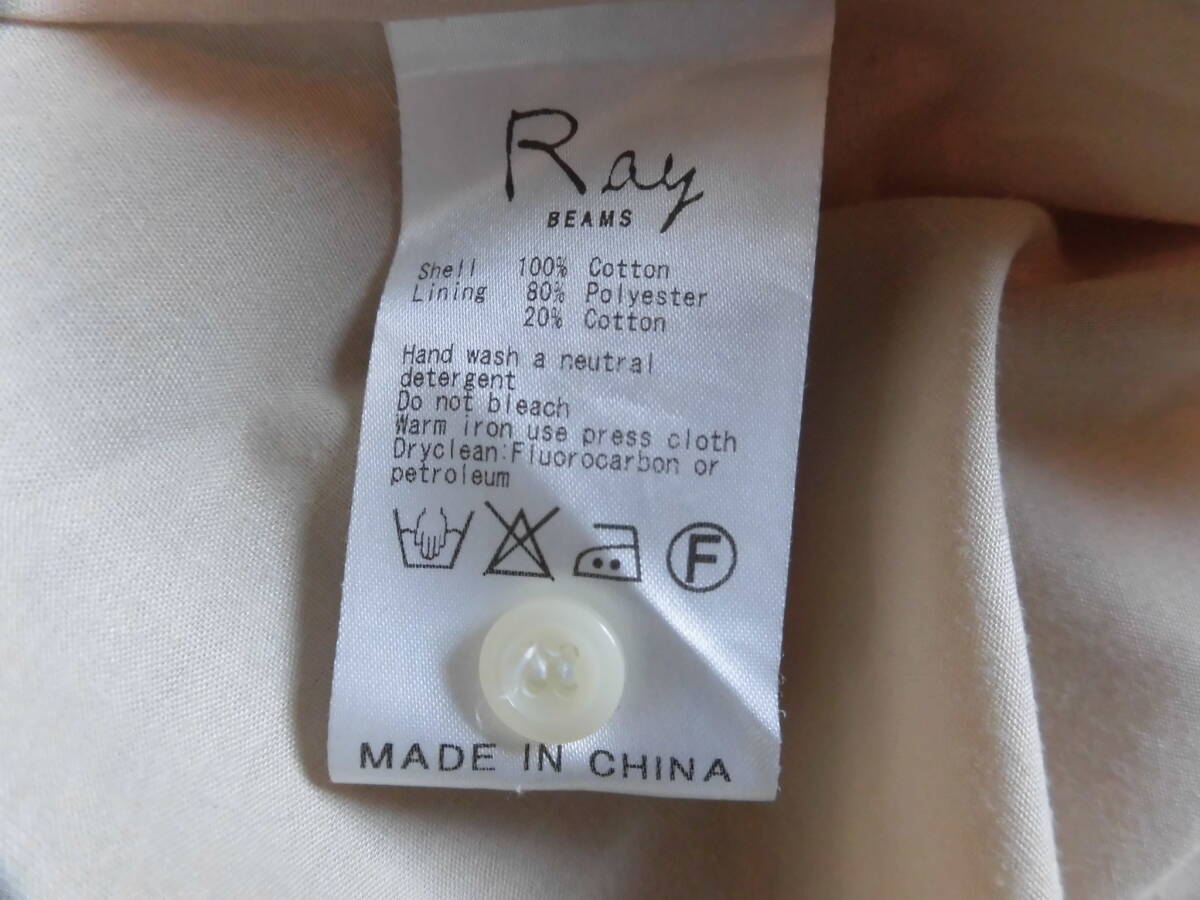 Ray
BEAMS
Shell 100% Cotton
Lining 80% Polyester
20% Cotton
Hand wash a neutral
detergent
Do not bleach
Warm iron use press cloth
Dryclean:Fluorocarbon or
petroleum
F
MADE IN CHINA